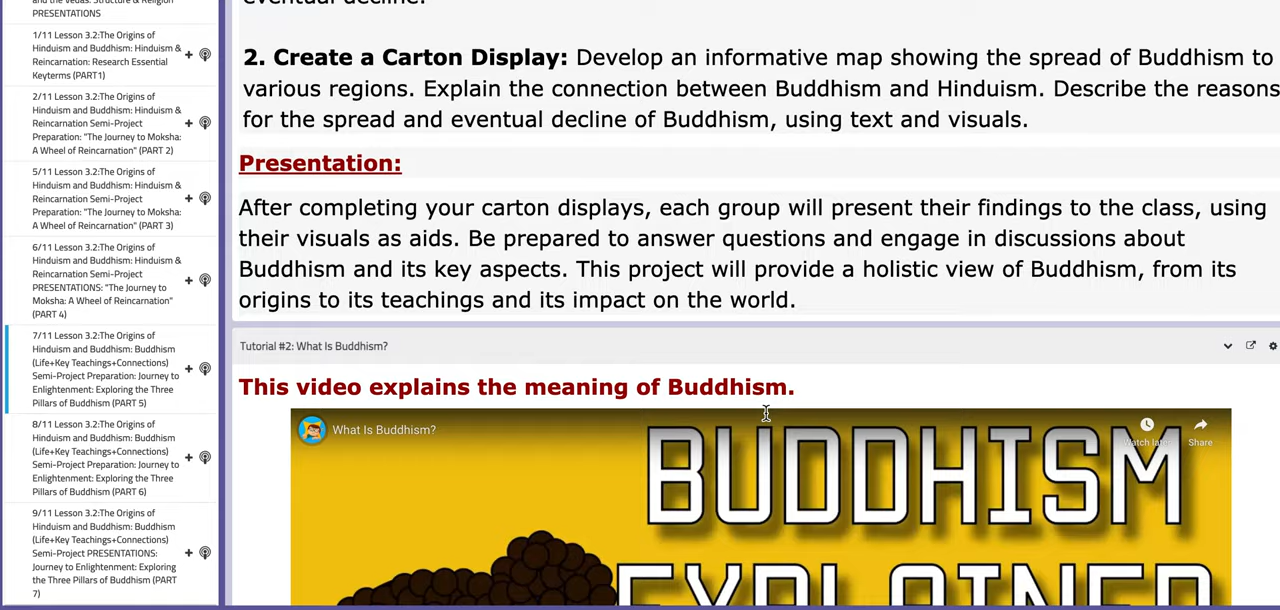 and the Vedas: Structure & Religion
PRESENTATIONS
1/11 Lesson 3.2:The Origins of
Hinduism and Buddhism: Hinduism &
Reincarnation: Research Essential
Keyterms (PART1)
2/11 Lesson 3.2:The Origins of
Hinduism and Buddhism: Hinduism &
Reincarnation Semi-Project
Preparation: "The Journey to Moksha:
A Wheel of Reincarnation" (PART 2)
5/11 Lesson 3.2:The Origins of
Hinduism and Buddhism: Hinduism &
Reincarnation Semi-Project
Preparation: "The Journey to Moksha:
A Wheel of Reincarnation" (PART 3)
6/11 Lesson 3.2:The Origins of
Hinduism and Buddhism: Hinduism &
Reincarnation Semi-Project
PRESENTATIONS: "The Journey to
Moksha: A Wheel of Reincarnation"
(PART 4)
7/11 Lesson 3.2:The Origins of
Hinduism and Buddhism: Buddhism
(Life+Key Teachings+Connections)
Semi-Project Preparation: Journey to
Enlightenment: Exploring the Three
Pillars of Buddhism (PART 5)
8/11 Lesson 3.2:The Origins of
Hinduism and Buddhism: Buddhism
(Life+Key Teachings+Connections)
Semi-Project Preparation: Journey to
Enlightenment: Exploring the Three
Pillars of Buddhism (PART 6)
9/11 Lesson 3.2:The Origins of
Hinduism and Buddhism: Buddhism
(Life+Key Teachings+Connections)
Semi-Project PRESENTATIONS:
Journey to Enlightenment: Exploring
the Three Pillars of Buddhism (PART
7)
eventual decline.
2. Create a Carton Display: Develop an informative map showing the spread of Buddhism to
various regions. Explain the connection between Buddhism and Hinduism. Describe the reasons
for the spread and eventual decline of Buddhism, using text and visuals.
Presentation:
After completing your carton displays, each group will present their findings to the class, using
their visuals as aids. Be prepared to answer questions and engage in discussions about
Buddhism and its key aspects. This project will provide a holistic view of Buddhism, from its
origins to its teachings and its impact on the world.
Tutorial #2: What Is Buddhism?
This video explains the meaning of Buddhism.
What Is Buddhism?
Watch later
Share
BUDDHISM
EXPLAINED